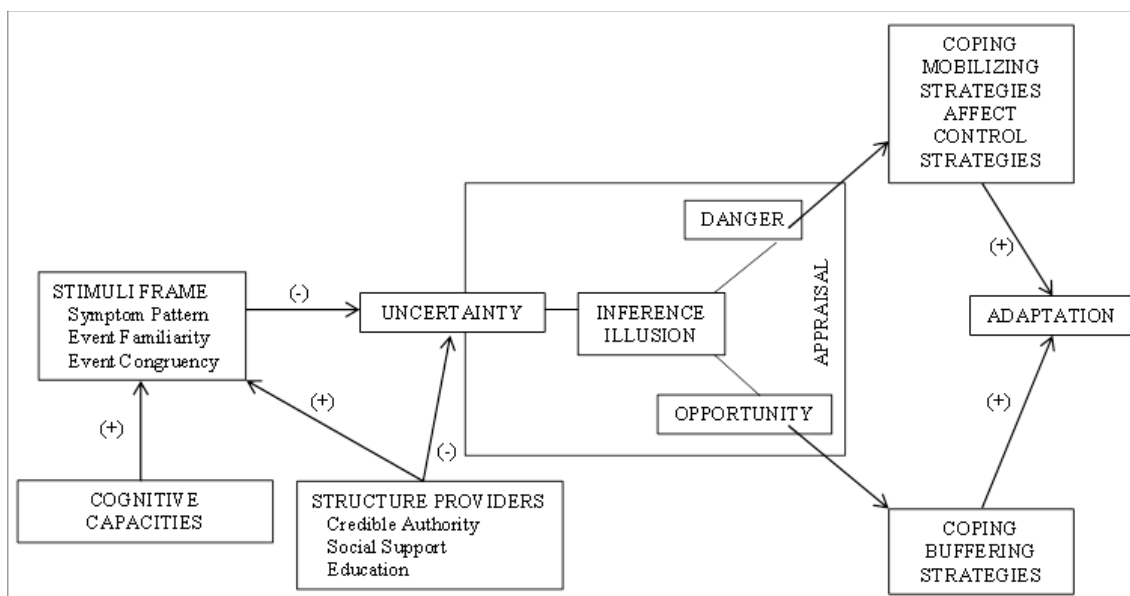 COPING
MOBILIZING
STRATEGIES
AFFECT
CONTROL
STRATEGIES
DANGER
APPRAISAL
STIMULI FRAME
Symptom Pattern
Event Familiarity
Event Congruency
(-)
UNCERTAINTY
INFERENCE
ILLUSION
(+)
ADAPTATION
OPPORTUNITY
(+)
(+)
(-)
(+)
COGNITIVE
CAPACITIES
STRUCTURE PROVIDERS
Credible Authority
Social Support
Education
COPING
BUFFERING
STRATEGIES